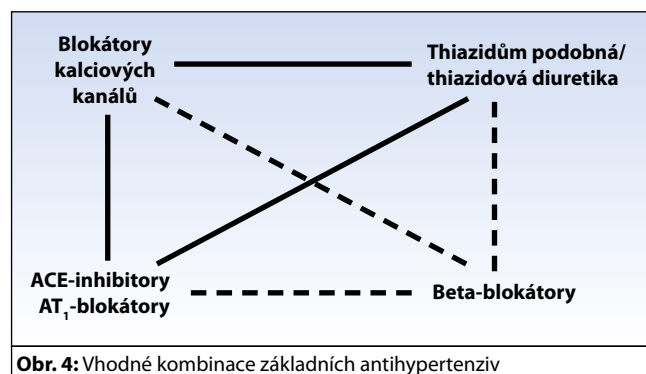 Blokátory
kalciových
kanálů
Thiazidům podobná/
thiazidová diuretika
ACE-inhibitory
AT₁-blokátory
Beta-blokátory
Obr. 4: Vhodné kombinace základních antihypertenziv